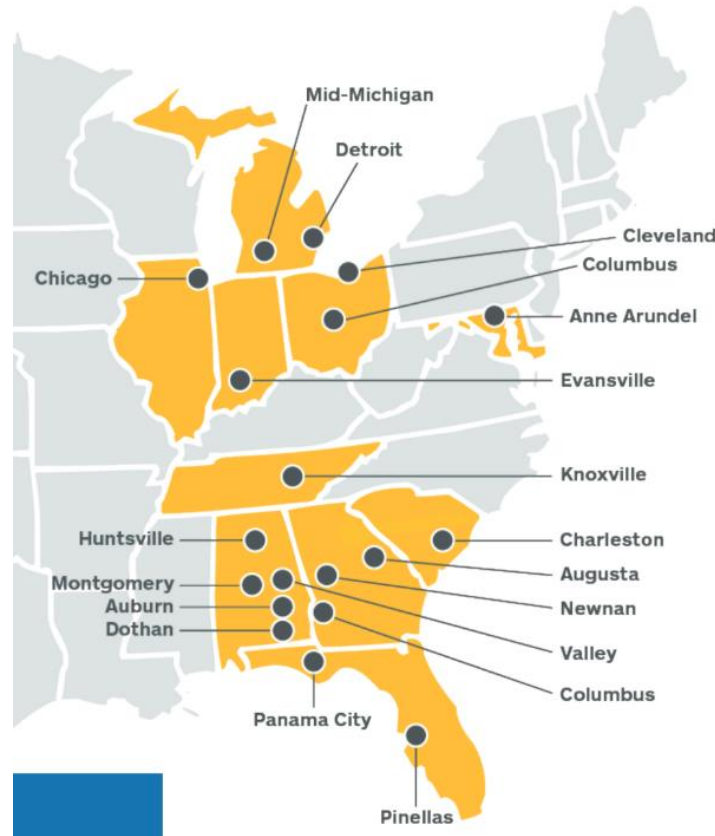 Mid-Michigan
Detroit
Cleveland
Columbus
Chicago
Anne Arundel
Evansville
Knoxville
Huntsville
Charleston
Augusta
Montgomery
Newnan
Auburn
Dothan
Valley
Columbus
Panama City
Pinellas